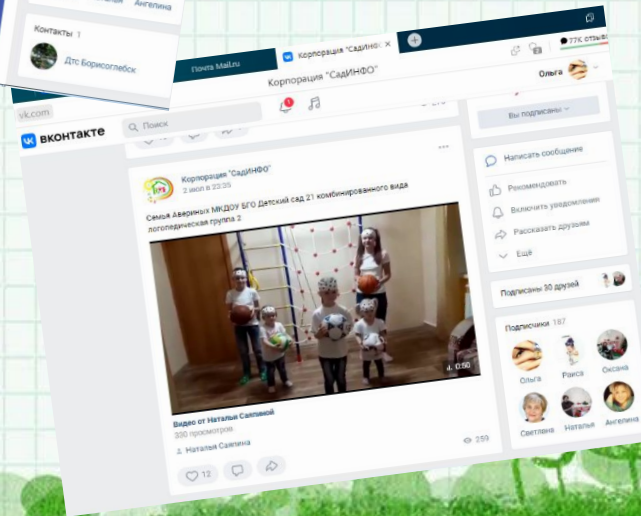 Ангелина
Контакты 1
Дтс Борисоглебск
Почта Mail.ru
Корпорация "СадИНФО
Корпорация "СадИНФО"
77K
vk.com
Ольга
вконтакте
Поиск
Вы подписаны
Корпорация "СадИНФО"
2 июл в 23:35
Семья Авериных МКДОУ БГО Детский сад 21 комбинированного вида
логопедическая группа 2
0:50
Видео от Натальи Саяпиной
330 просмотров
Наталья Саяпина
12
259
Написать сообщение
Рекомендовать
Включить уведомления
Рассказать друзьям
Ещё
Подписаны 30 друзей
Подписчики 187
Ольга Раиса Оксана
Светлана Наталья Ангелина